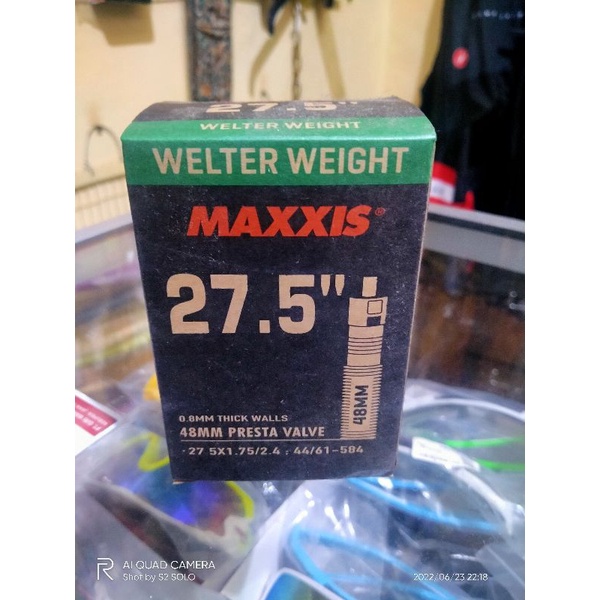 27.5"
WELTER WEIGHT
WELTER WEIGHT
MAXXIS®
27.5"
48MM
0.8MM THICK WALLS
48MM PRESTA VALVE
27 5X1.75/2.4 : 44/61-584
R AI QUAD CAMERA
Shot by S2 SOLO
2022/06/23 22:18